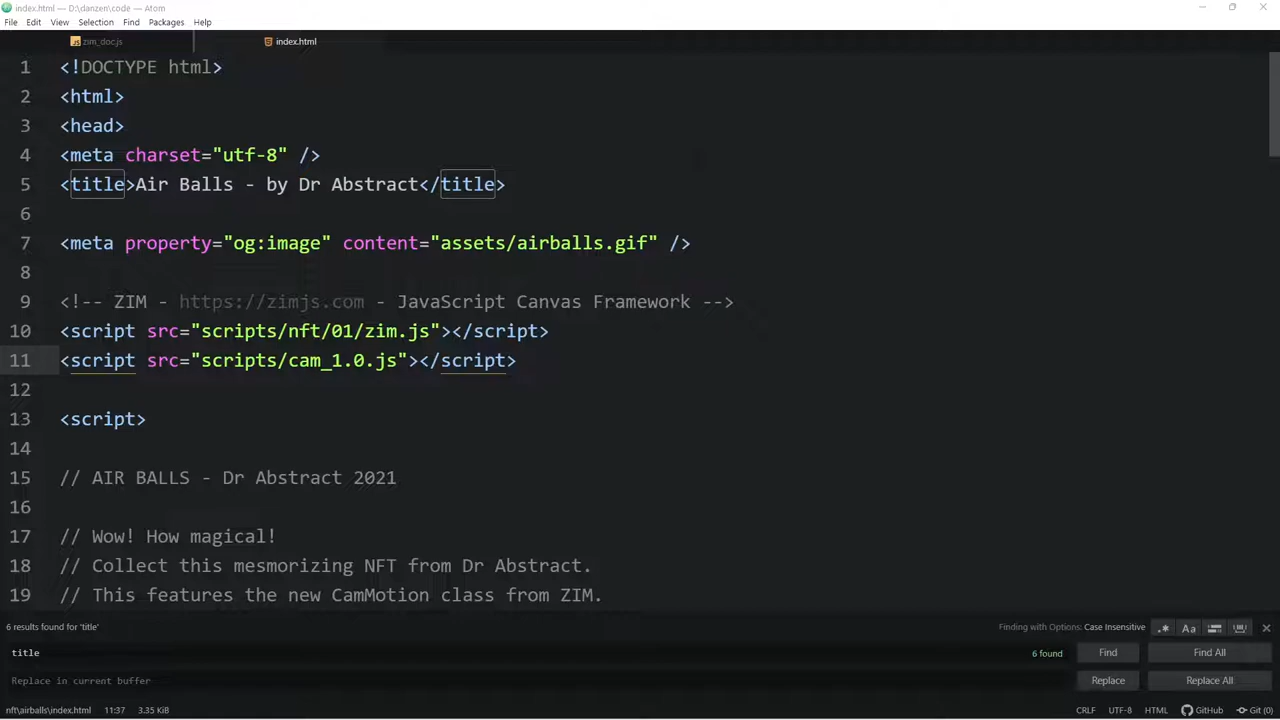 index.html — D:\danzen\code — Atom
File Edit View Selection Find Packages Help
zim_doc.js index.html
1 <!DOCTYPE html>
2 <html>
3 <head>
4 <meta charset="utf-8" />
5 <title>Air Balls - by Dr Abstract</title>
6
7 <meta property="og:image" content="assets/airballs.gif" />
8
9 <!-- ZIM - https://zimjs.com - JavaScript Canvas Framework -->
10 <script src="scripts/nft/01/zim.js"></script>
11 <script src="scripts/cam_1.0.js"></script>
12
13 <script>
14
15 // AIR BALLS - Dr Abstract 2021
16
17 // Wow! How magical!
18 // Collect this mesmorizing NFT from Dr Abstract.
19 // This features the new CamMotion class from ZIM.
6 results found for 'title' Finding with Options: Case Insensitive .* Aa
title 6 found Find Find All
Replace in current buffer Replace Replace All
nft\airballs\index.html 11:37 3.35 KiB CRLF UTF-8 HTML GitHub Git (0)